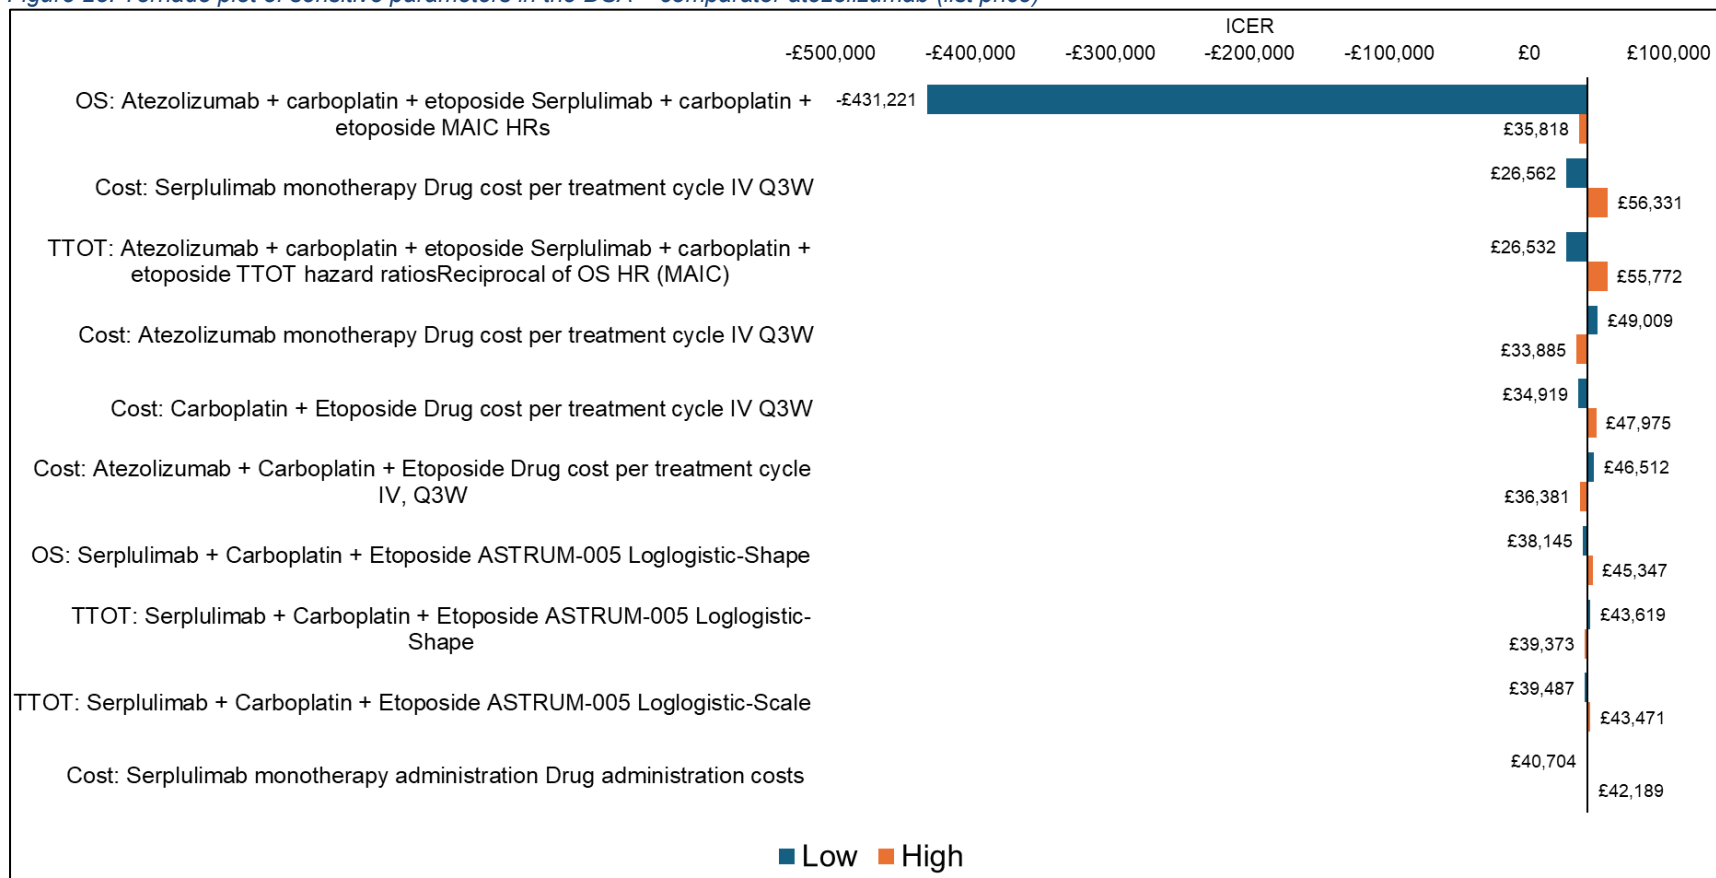 ICER
-£500,000 -£400,000 -£300,000 -£200,000 -£100,000 £0 £100,000
OS: Atezolizumab + carboplatin + etoposide Serplulimab + carboplatin +
etoposide MAIC HRs
-£431,221
£35,818
Cost: Serplulimab monotherapy Drug cost per treatment cycle IV Q3W
£26,562
£56,331
TTOT: Atezolizumab + carboplatin + etoposide Serplulimab + carboplatin +
etoposide TTOT hazard ratiosReciprocal of OS HR (MAIC)
£26,532
£55,772
Cost: Atezolizumab monotherapy Drug cost per treatment cycle IV Q3W
£49,009
£33,885
Cost: Carboplatin + Etoposide Drug cost per treatment cycle IV Q3W
£34,919
£47,975
Cost: Atezolizumab + Carboplatin + Etoposide Drug cost per treatment cycle
IV, Q3W
£46,512
£36,381
OS: Serplulimab + Carboplatin + Etoposide ASTRUM-005 Loglogistic-Shape
£38,145
£45,347
TTOT: Serplulimab + Carboplatin + Etoposide ASTRUM-005 Loglogistic-
Shape
£43,619
£39,373
TTOT: Serplulimab + Carboplatin + Etoposide ASTRUM-005 Loglogistic-Scale
£39,487
£43,471
Cost: Serplulimab monotherapy administration Drug administration costs
£40,704
£42,189
Low High